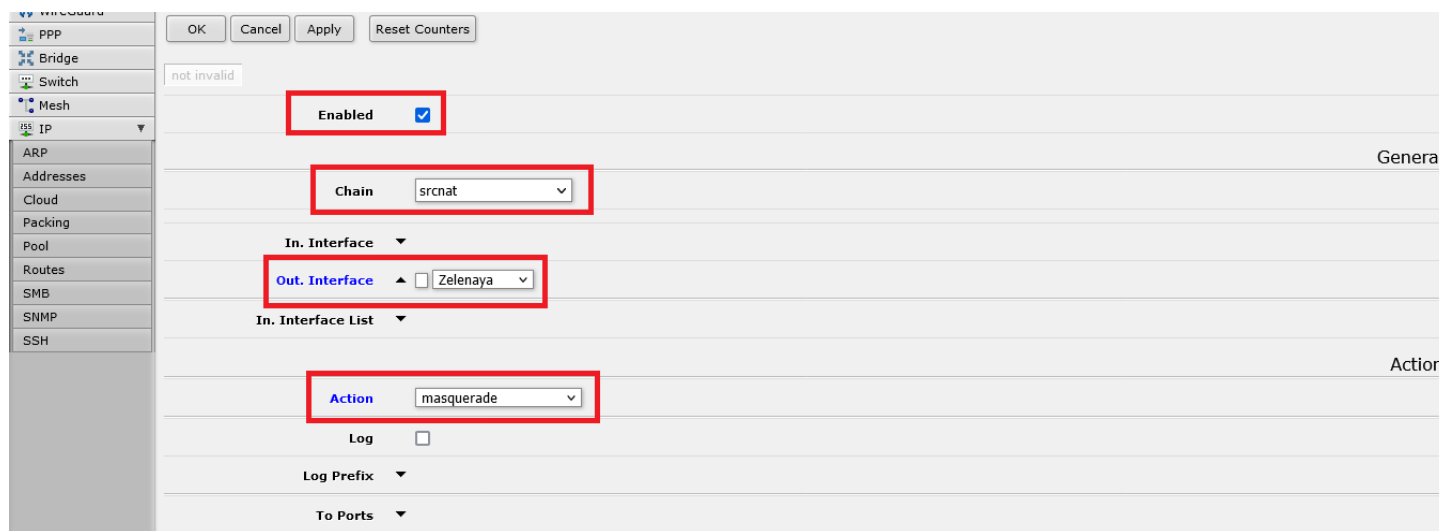 WireGuard
PPP
Bridge
Switch
Mesh
IP
ARP
Addresses
Cloud
Packing
Pool
Routes
SMB
SNMP
SSH
OK Cancel Apply Reset Counters
not invalid
Enabled
Genera
Chain srcnat
In. Interface
Out. Interface Zelenaya
In. Interface List
Action
Action masquerade
Log
Log Prefix
To Ports